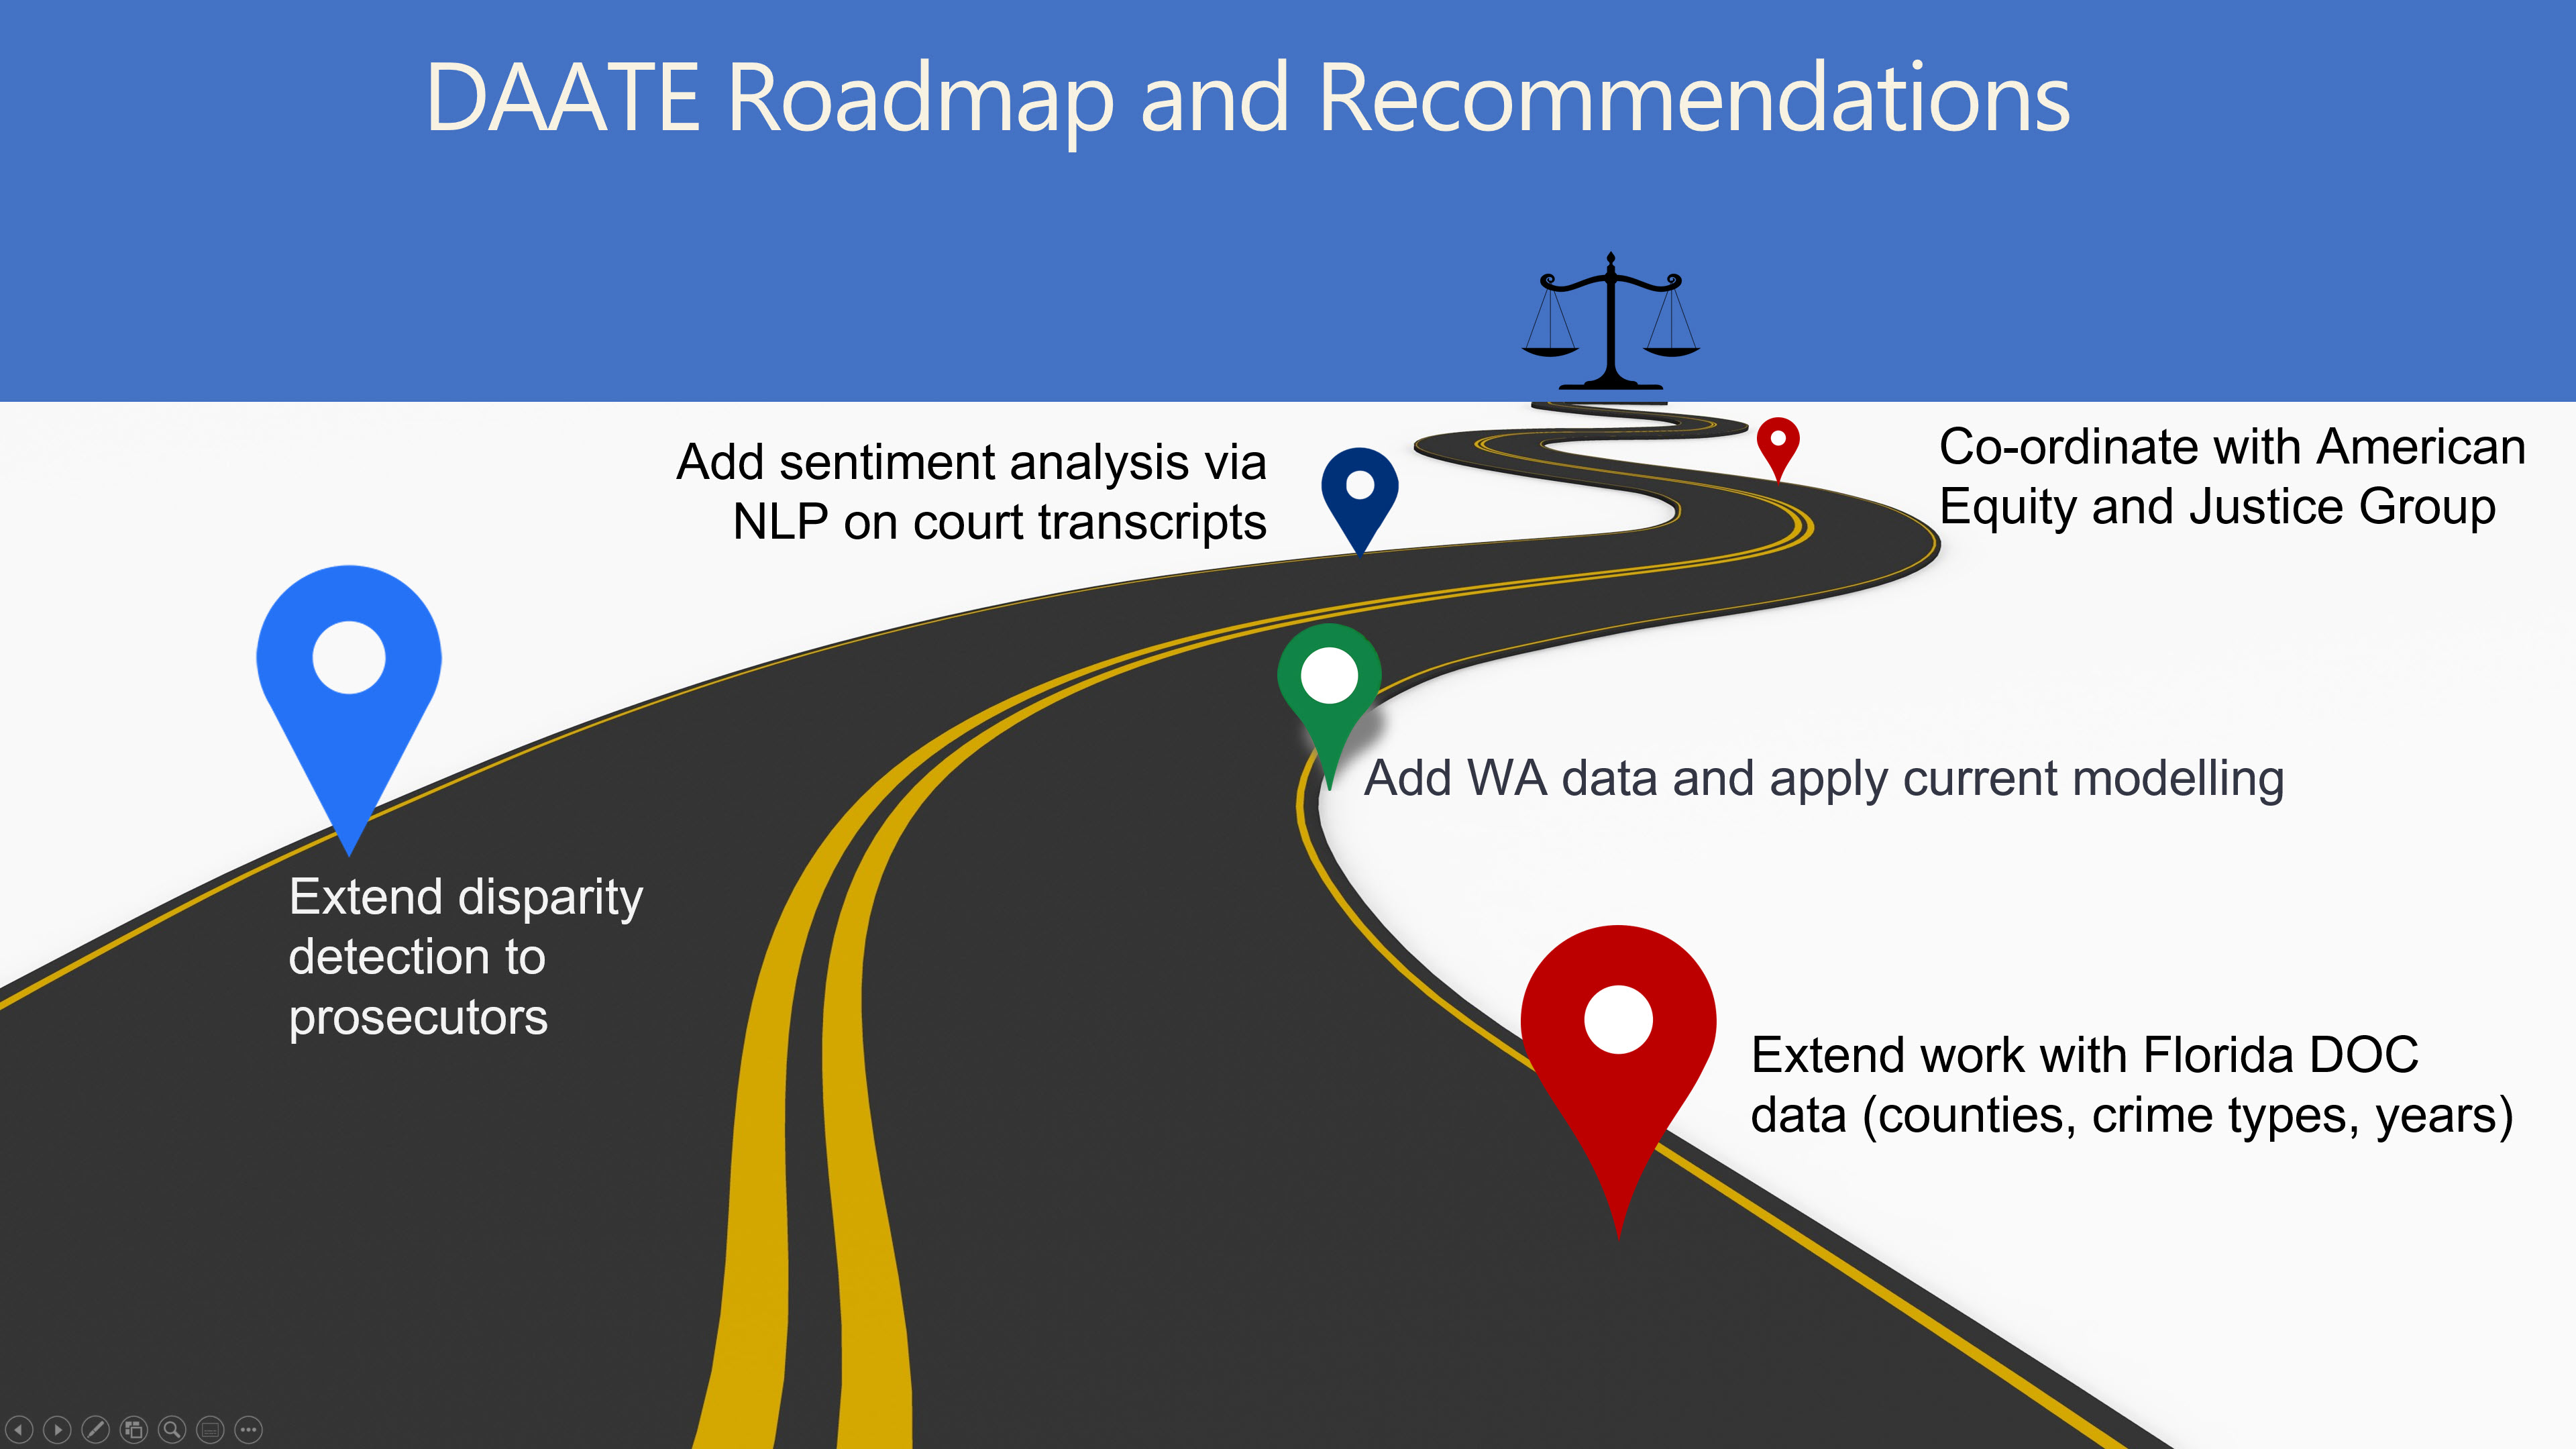 DAATE Roadmap and Recommendations
Add sentiment analysis via
NLP on court transcripts
Co-ordinate with American
Equity and Justice Group
Add WA data and apply current modelling
Extend disparity
detection to
prosecutors
Extend work with Florida DOC
data (counties, crime types, years)